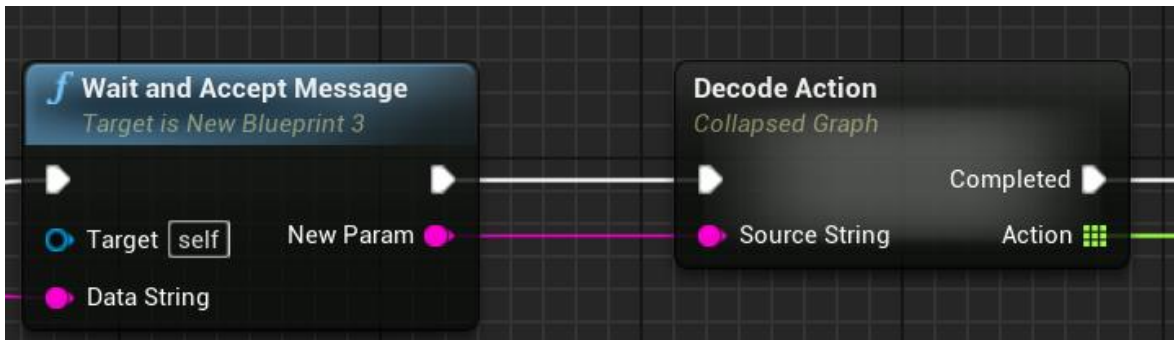 Wait and Accept Message
Target is New Blueprint 3
Target self
New Param
Data String
Decode Action
Collapsed Graph
Completed
Source String
Action